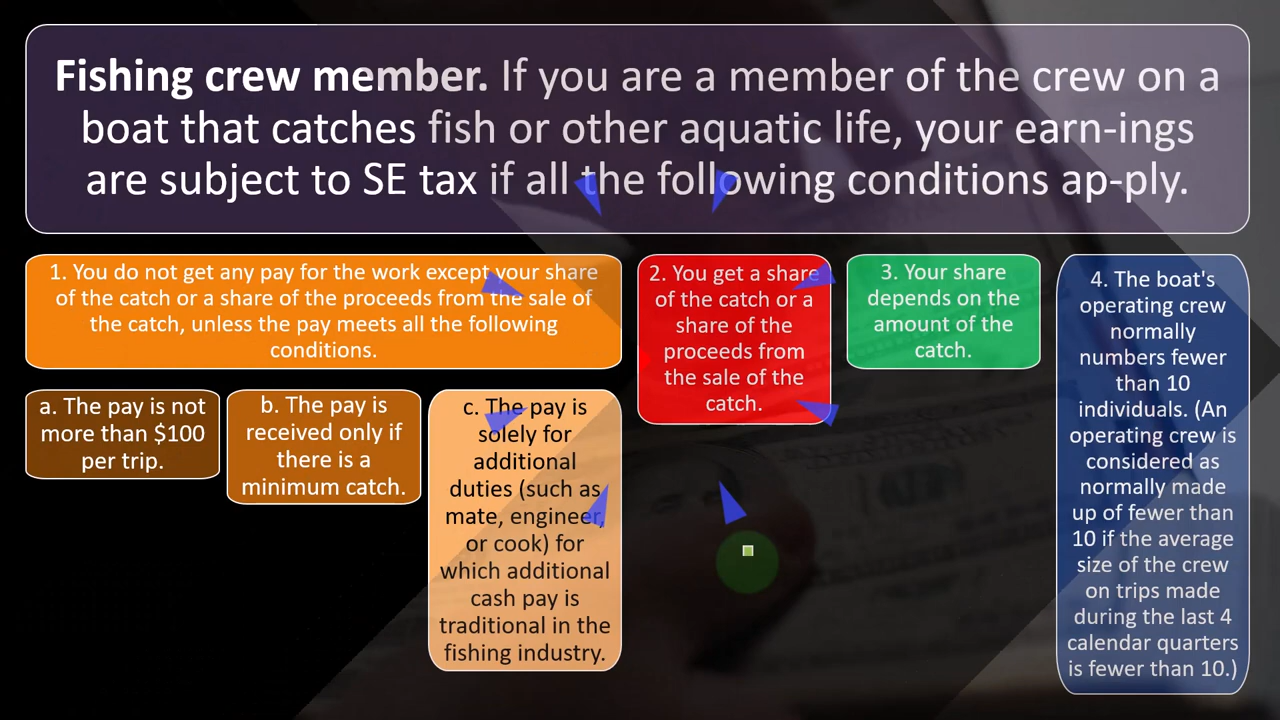 Fishing crew member. If you are a member of the crew on a
boat that catches fish or other aquatic life, your earn-ings
are subject to SE tax if all the following conditions ap-ply.
1. You do not get any pay for the work except your share
of the catch or a share of the proceeds from the sale of
the catch, unless the pay meets all the following
conditions.
a. The pay is not
more than $100
per trip.
b. The pay is
received only if
there is a
minimum catch.
c. The pay is
solely for
additional
duties (such as
mate, engineer,
or cook) for
which additional
cash pay is
traditional in the
fishing industry.
2. You get a share
of the catch or a
share of the
proceeds from
the sale of the
catch.
3. Your share
depends on the
amount of the
catch.
4. The boat's
operating crew
normally
numbers fewer
than 10
individuals. (An
operating crew is
considered as
normally made
up of fewer than
10 if the average
size of the crew
on trips made
during the last 4
calendar quarters
is fewer than 10.)